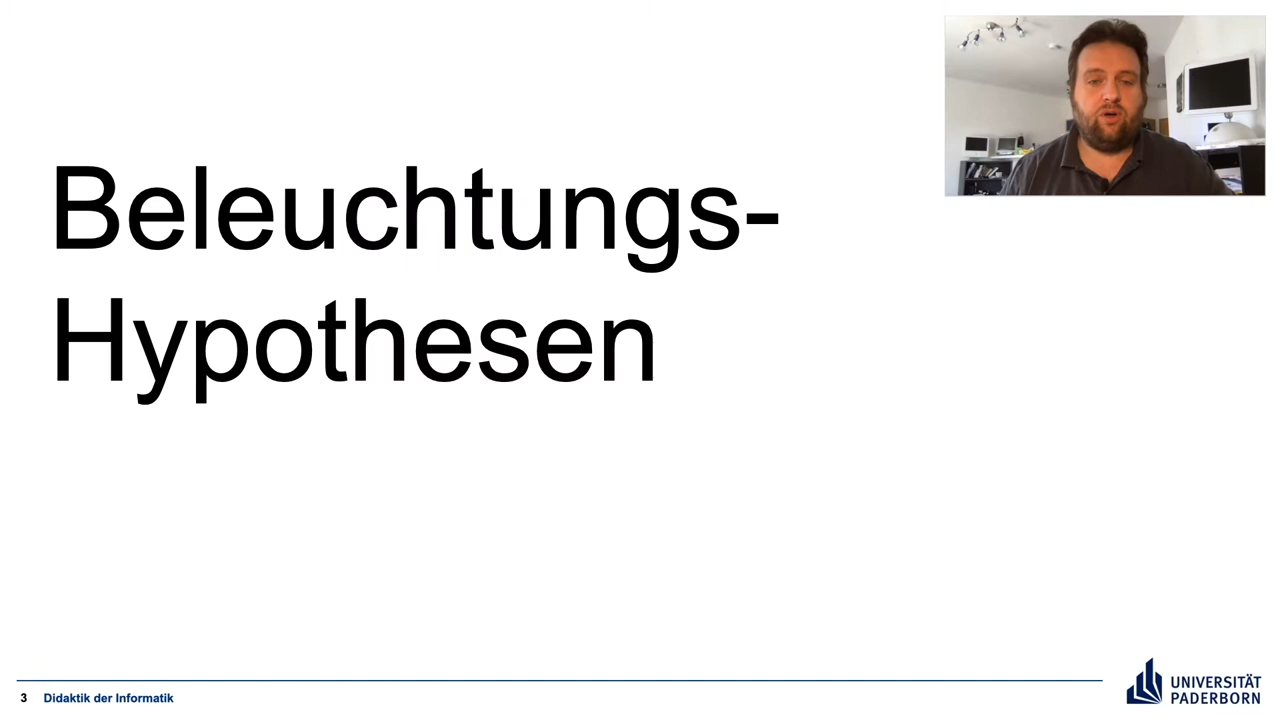 Beleuchtungs-
Hypothesen
3 Didaktik der Informatik
UNIVERSITÄT
PADERBORN